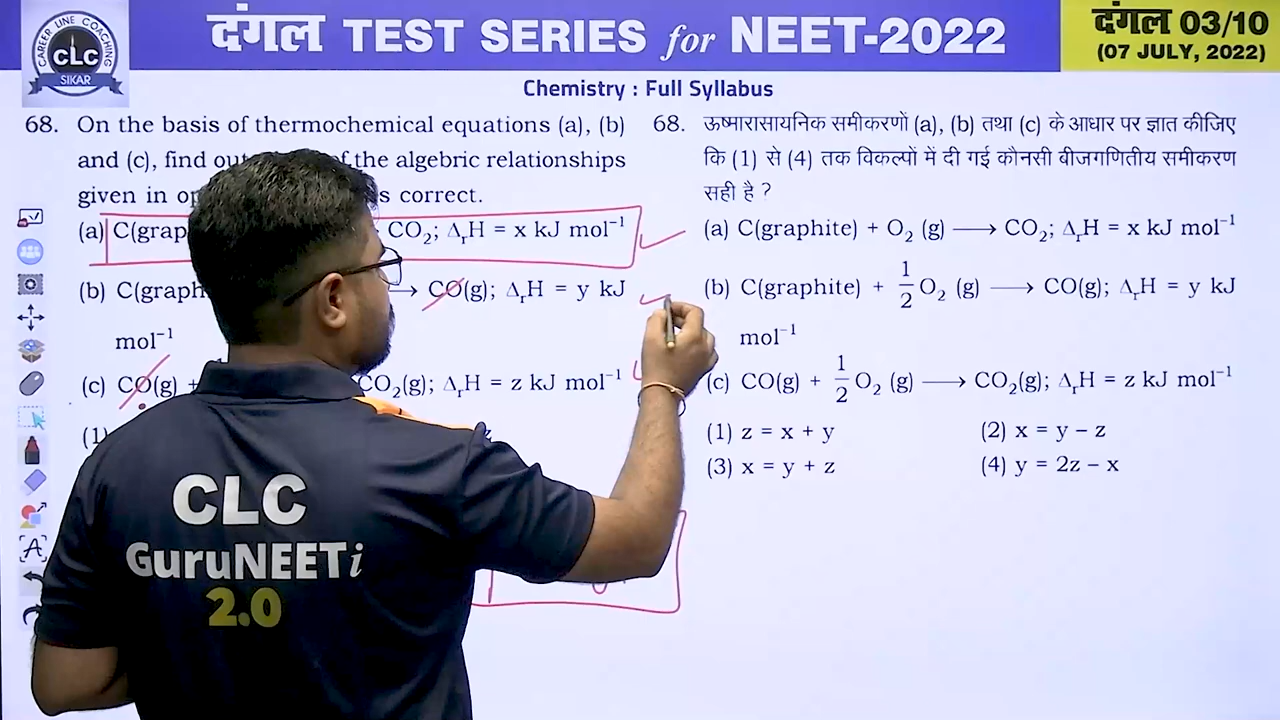 दंगल TEST SERIES for NEET-2022
दंगल 03/10
(07 JULY, 2022)
CAREER LINE COACHING
CLC
SIKAR
Chemistry : Full Syllabus
68. On the basis of thermochemical equations (a), (b)
and (c), find of the algebric relationships
given in correct.
(a) CO₂; ΔᵣH = x kJ mol⁻¹
(b) → CO(g); ΔᵣH = y kJ
mol⁻¹
(c) CO(g) + CO₂(g); ΔᵣH = z kJ mol⁻¹
(1)
68. ऊष्मारासायनिक समीकरणों (a), (b) तथा (c) के आधार पर ज्ञात कीजिए
कि (1) से (4) तक विकल्पों में दी गई कौनसी बीजगणितीय समीकरण
सही है ?
(a) C(graphite) + O₂ (g) ⟶ CO₂; ΔᵣH = x kJ mol⁻¹
(b) C(graphite) + 1/2 O₂ (g) ⟶ CO(g); ΔᵣH = y kJ
mol⁻¹
(c) CO(g) + 1/2 O₂ (g) ⟶ CO₂(g); ΔᵣH = z kJ mol⁻¹
(1) z = x + y (2) x = y – z
(3) x = y + z (4) y = 2z – x
CLC
GuruNEETi
2.0